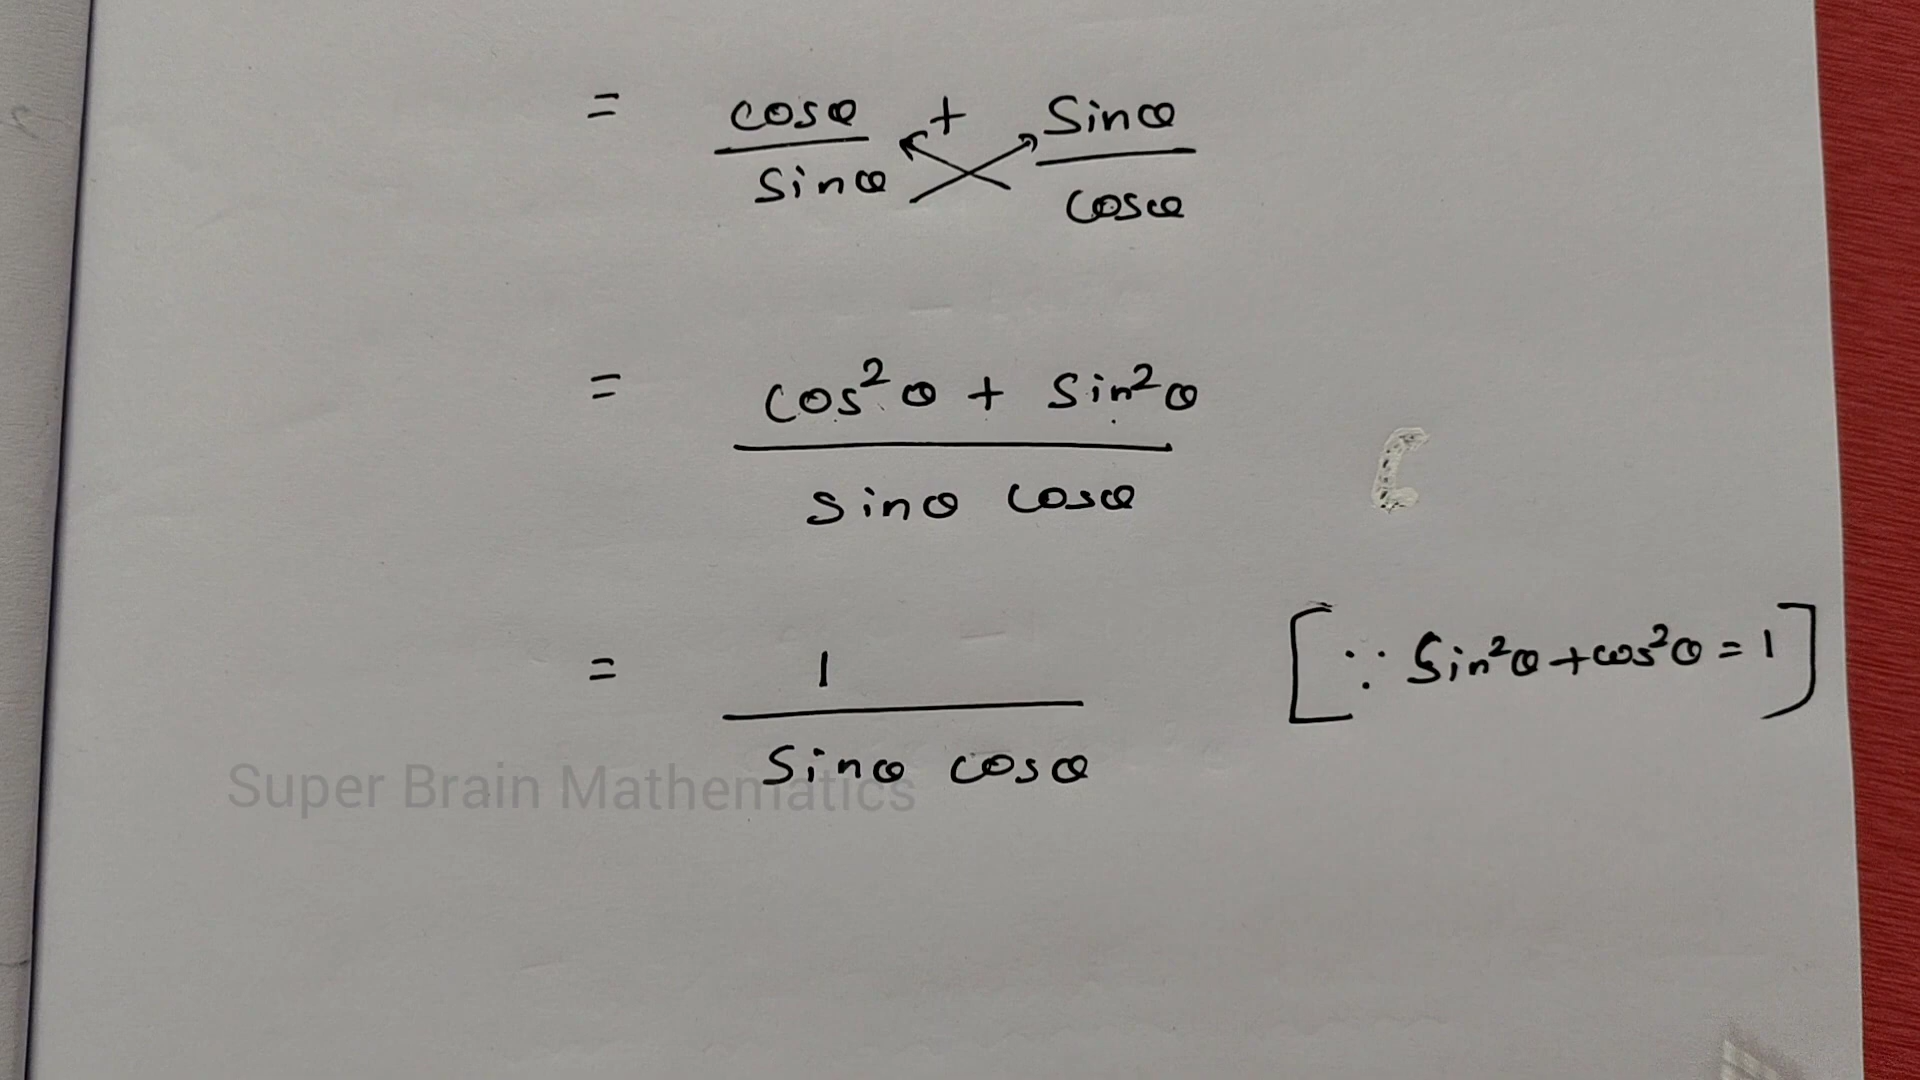 = cosθ + Sinθ
sinθ cosθ
= cos²θ + sin²θ
sinθ cosθ
= 1 [∵ Sin²θ + cos²θ = 1]
Sinθ cosθ
Super Brain Mathematics